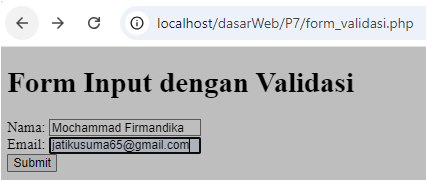 localhost/dasarWeb/P7/form_validasi.php
Form Input dengan Validasi
Nama: Mochammad Firmandika
Email: jatikusuma65@gmail.com
Submit